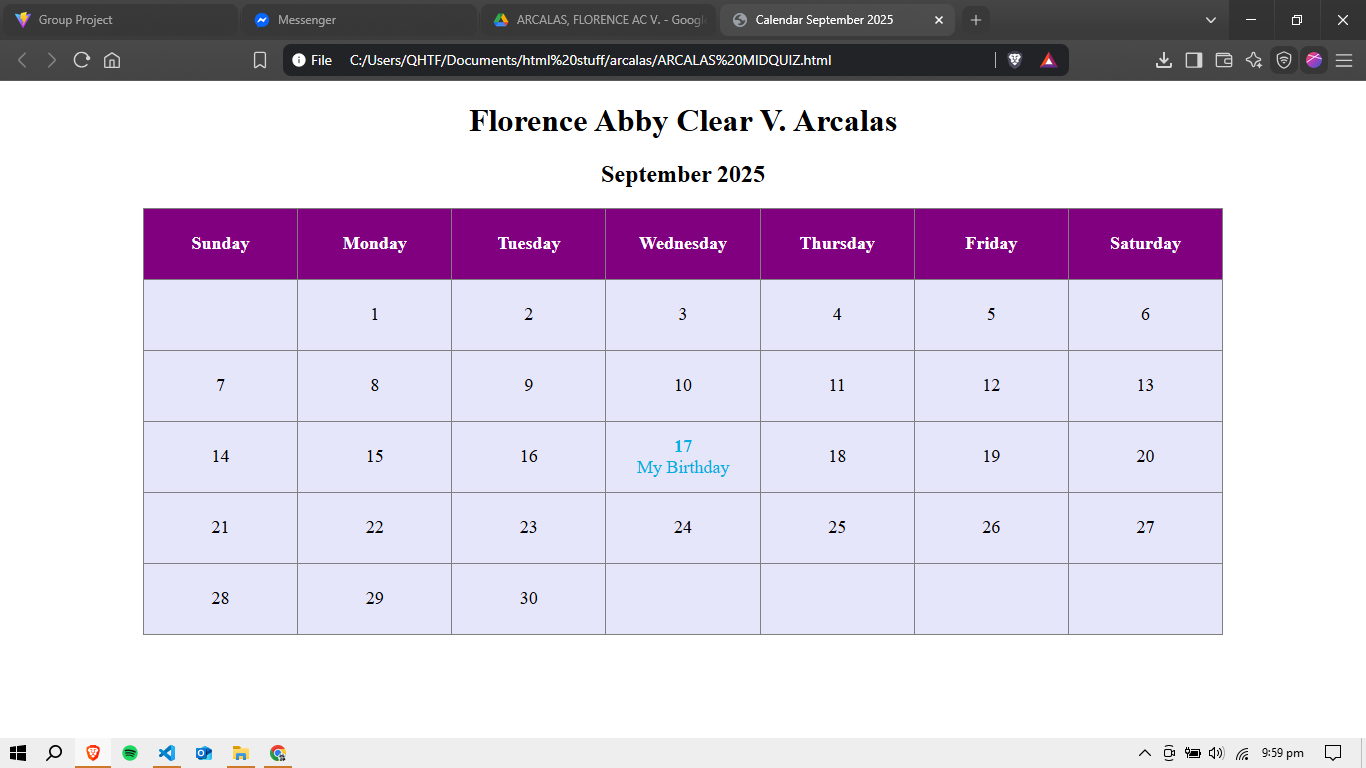 Group Project
Messenger
ARCALAS, FLORENCE AC V. - Google
Calendar September 2025
File C:/Users/QHTF/Documents/html%20stuff/arcalas/ARCALAS%20MIDQUIZ.html
Florence Abby Clear V. Arcalas
September 2025
Sunday Monday Tuesday Wednesday Thursday Friday Saturday
1 2 3 4 5 6
7 8 9 10 11 12 13
14 15 16 17 18 19 20
My Birthday
21 22 23 24 25 26 27
28 29 30
9:59 pm